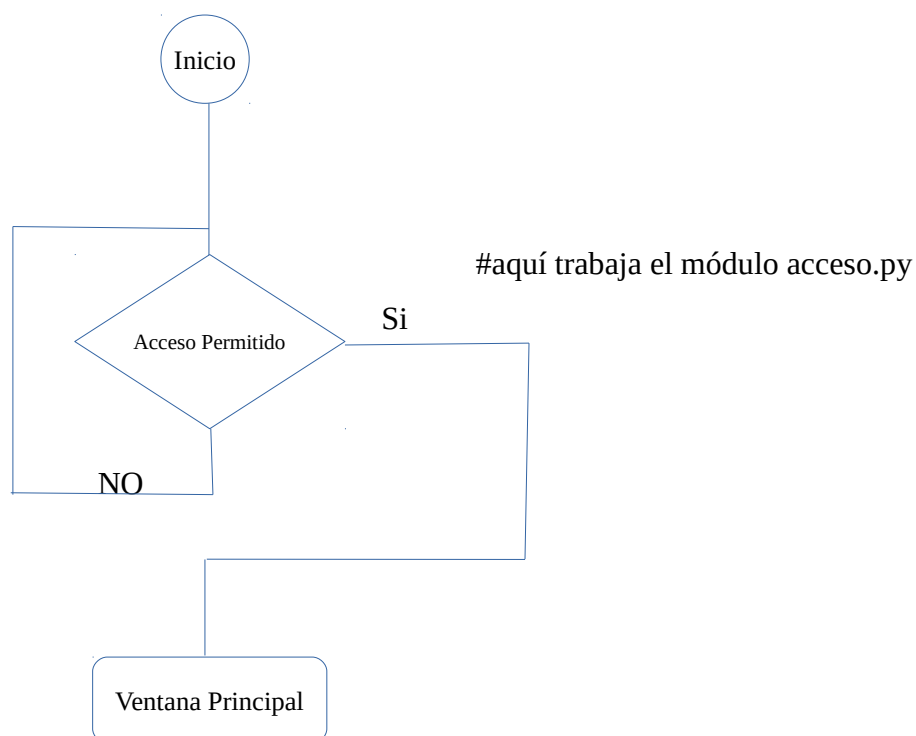 Inicio
#aquí trabaja el módulo acceso.py
Si
Acceso Permitido
NO
Ventana Principal